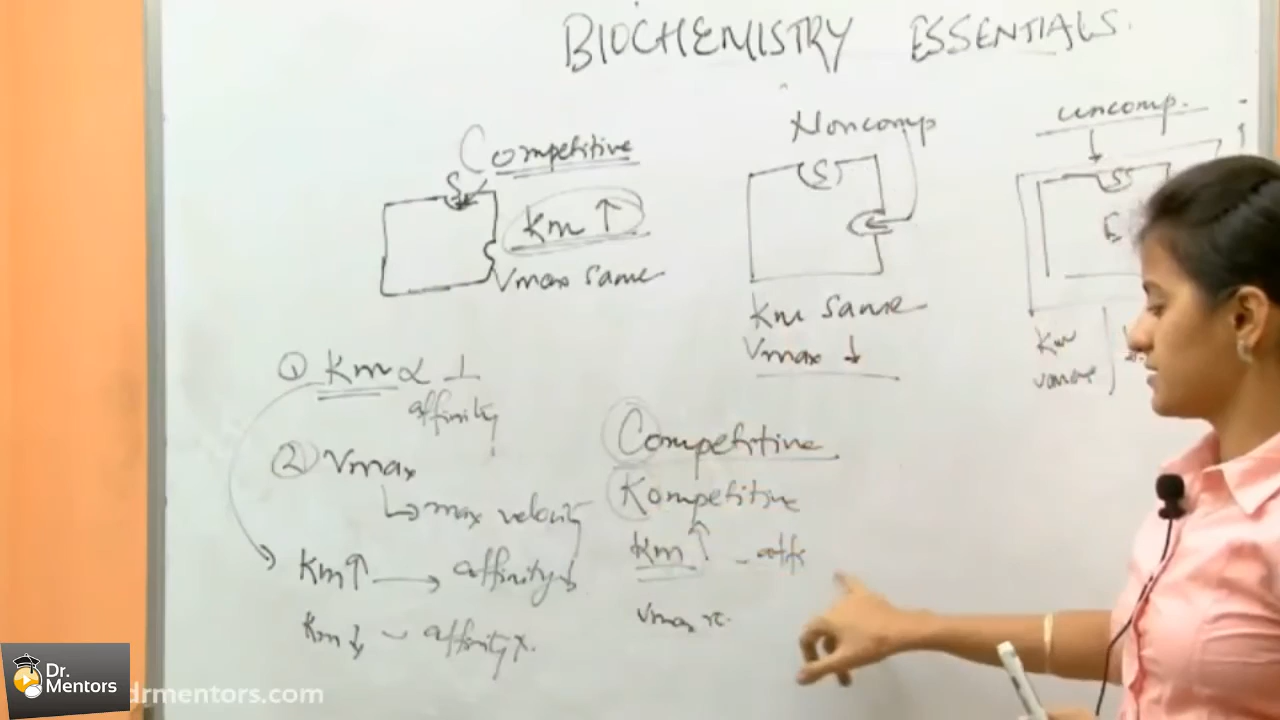 BIOCHEMISTRY ESSENTIALS.
Competitive
S
Km ↑
Vmax same
Noncomp
S
Km same
Vmax ↓
uncomp.
S
E
Km
Vmax
① Km ∝ 1
affinity
② Vmax
↳ max velocity
Km↑ → affinity↓
Km↓ - affinity
Competitive
Kompetitive
Km ↑
Vmax
Dr.
Mentors
drmentors.com